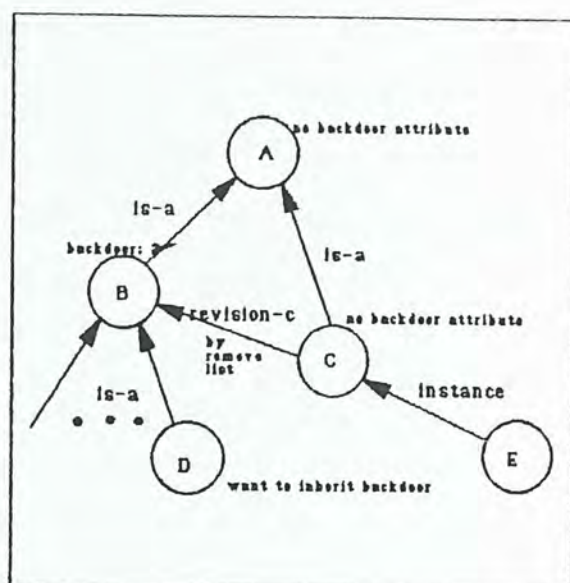 no backdoor attribute
A
is-a
backdoor:
is-a
B
revision-c
no backdoor attribute
by
remove
list
C
instance
is-a
• • •
D
E
want to inherit backdoor